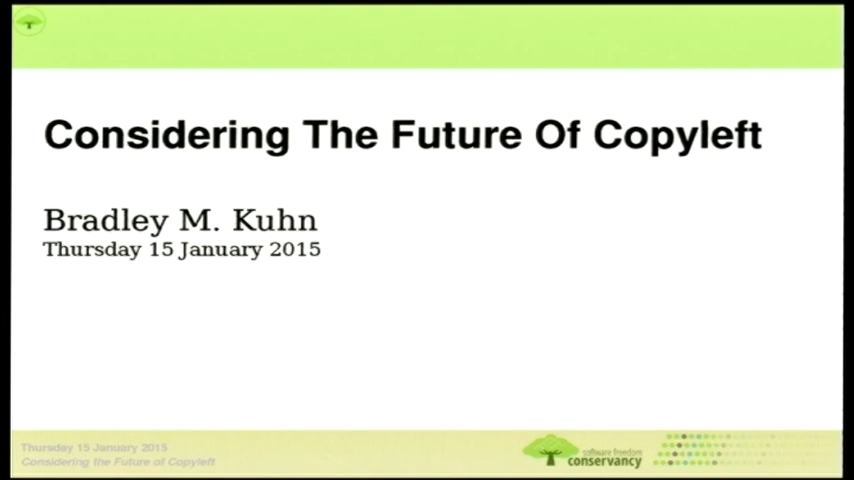 Considering The Future Of Copyleft
Bradley M. Kuhn
Thursday 15 January 2015
Thursday 15 January 2015
Considering the Future of Copyleft
software freedom
conservancy